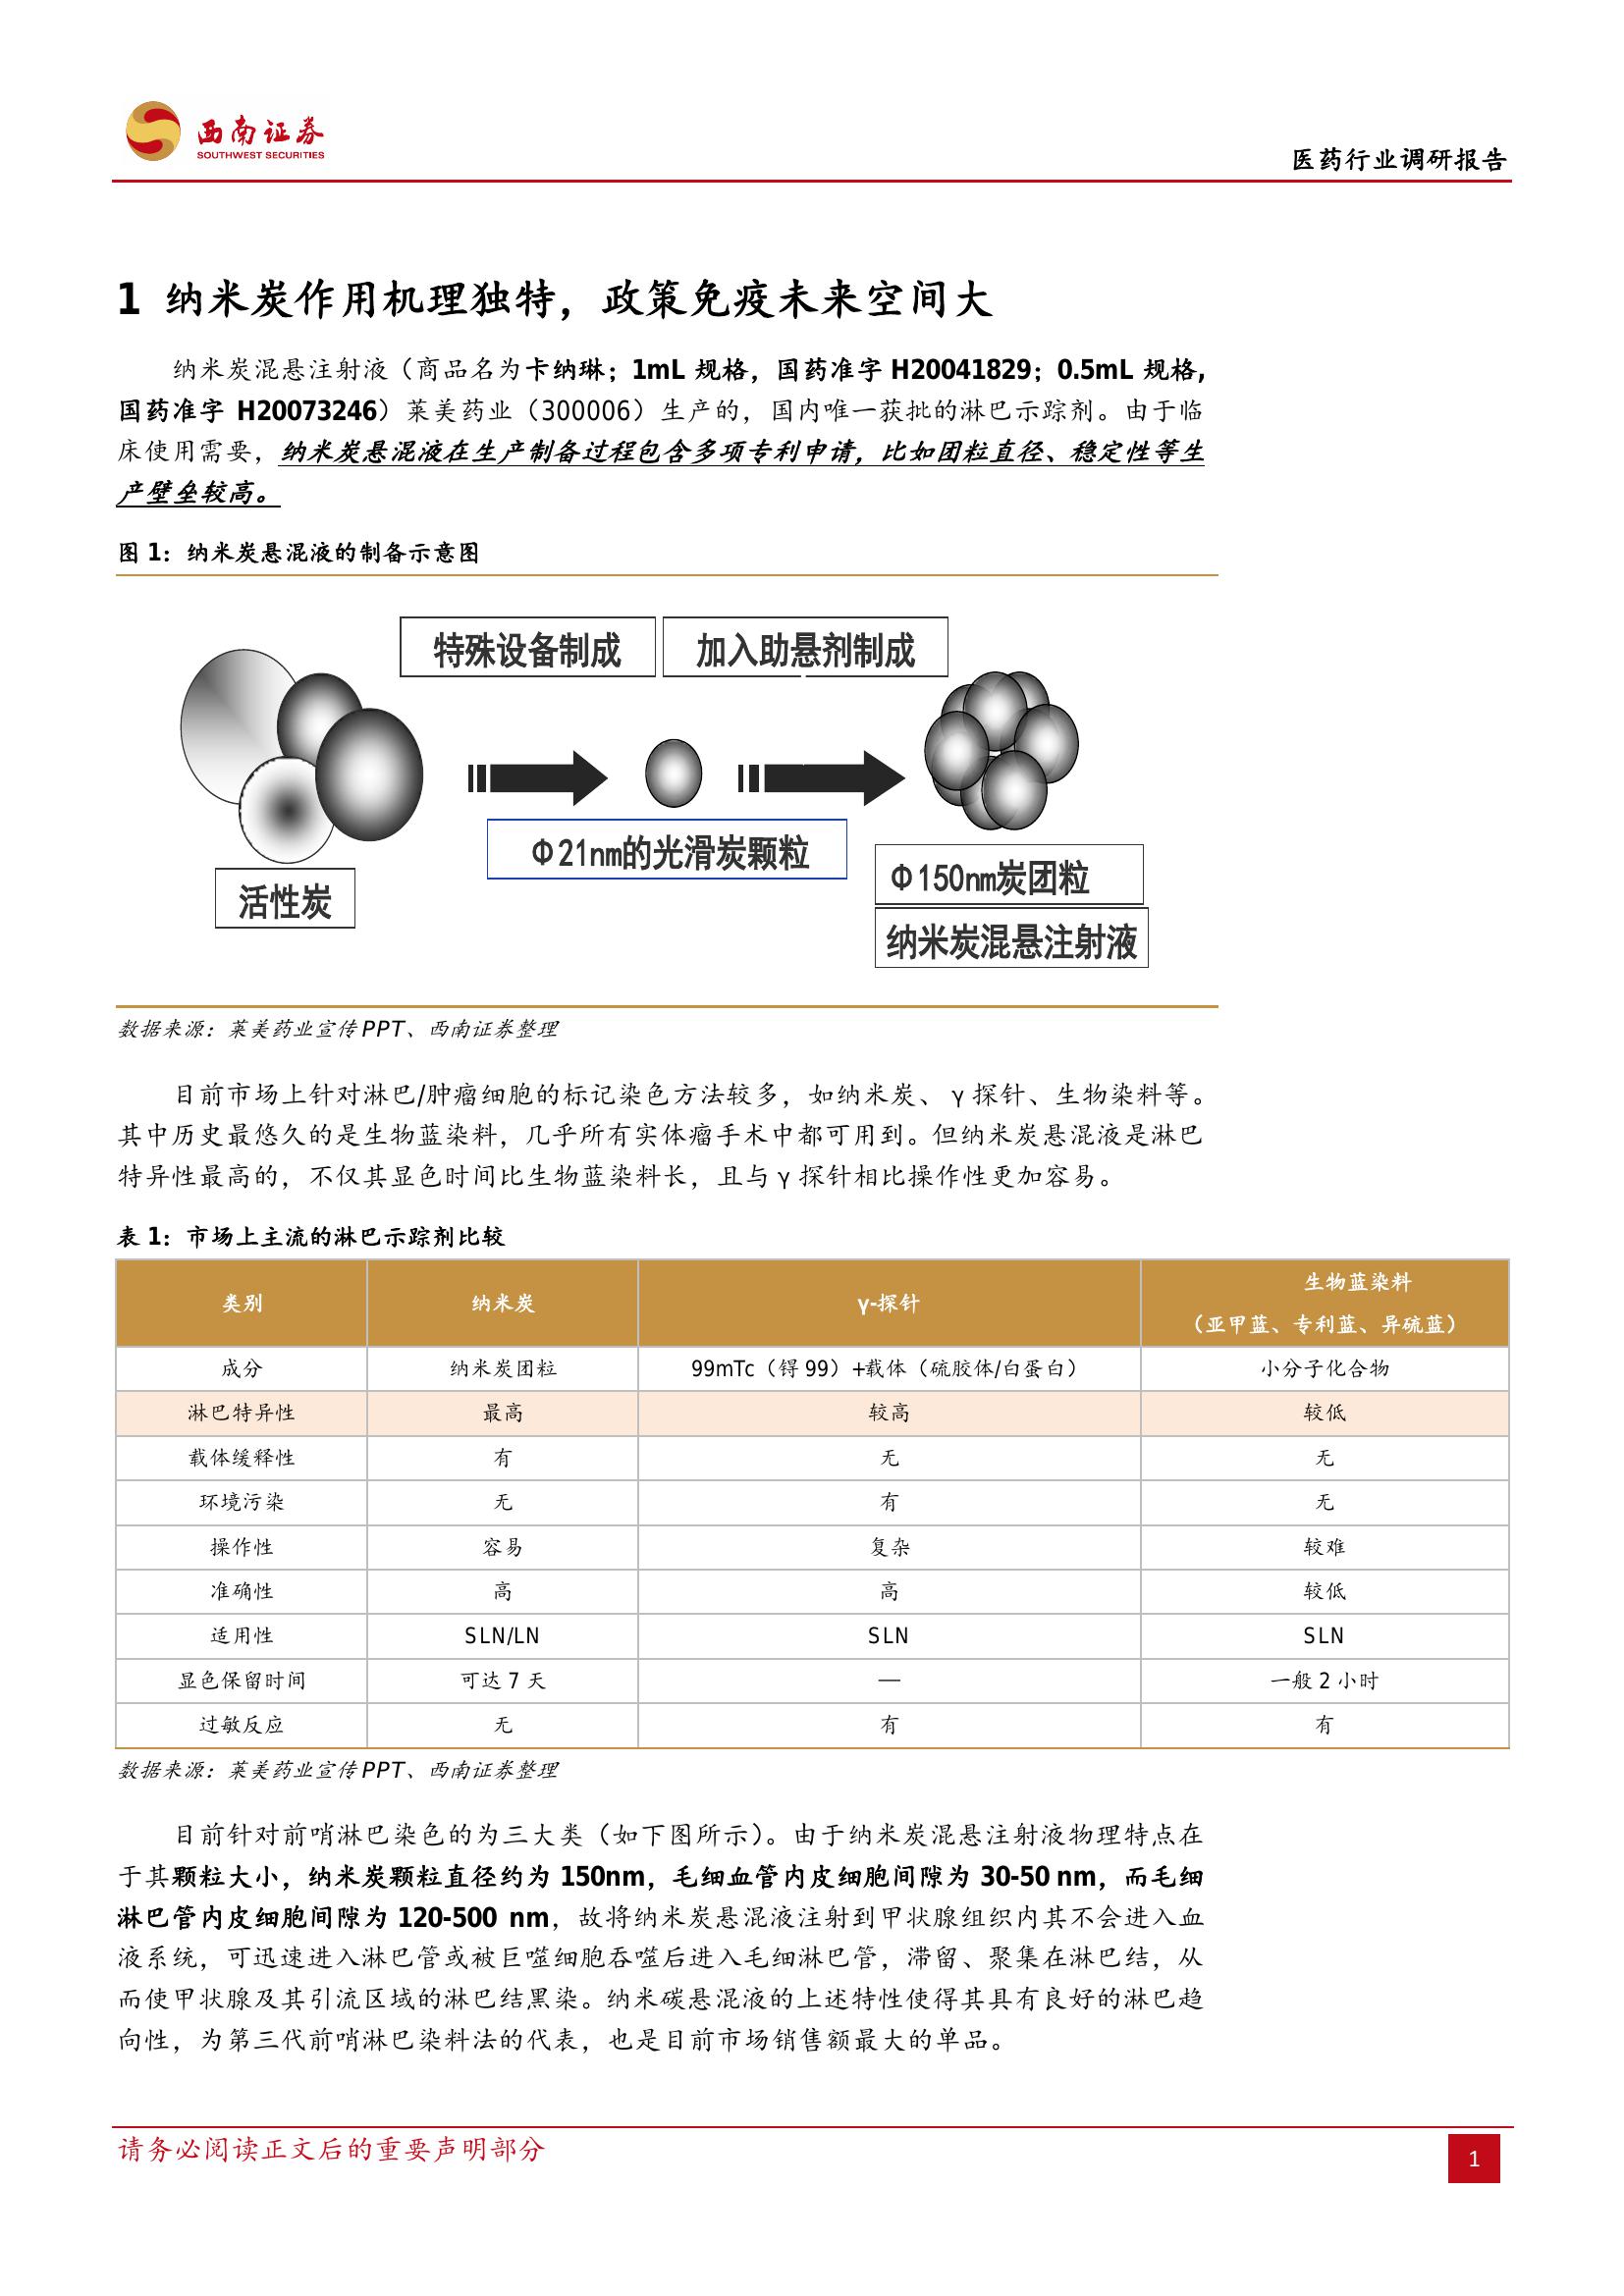 西南证券
SOUTHWEST SECURITIES
医药行业调研报告
1 纳米炭作用机理独特，政策免疫未来空间大
纳米炭混悬注射液（商品名为卡纳琳；1mL 规格，国药准字 H20041829；0.5mL 规格，
国药准字 H20073246）莱美药业（300006）生产的，国内唯一获批的淋巴示踪剂。由于临
床使用需要，纳米炭悬混液在生产制备过程包含多项专利申请，比如团粒直径、稳定性等生
产壁垒较高。
图 1：纳米炭悬混液的制备示意图
特殊设备制成 加入助悬剂制成
Φ21nm的光滑炭颗粒
活性炭
Φ150nm炭团粒
纳米炭混悬注射液
数据来源：莱美药业宣传 PPT、西南证券整理
目前市场上针对淋巴/肿瘤细胞的标记染色方法较多，如纳米炭、 γ 探针、生物染料等。
其中历史最悠久的是生物蓝染料，几乎所有实体瘤手术中都可用到。但纳米炭悬混液是淋巴
特异性最高的，不仅其显色时间比生物蓝染料长，且与 γ 探针相比操作性更加容易。
表 1：市场上主流的淋巴示踪剂比较
类别 纳米炭 γ-探针 生物蓝染料
（亚甲蓝、专利蓝、异硫蓝）
成分 纳米炭团粒 99mTc（锝 99）+载体（硫胶体/白蛋白） 小分子化合物
淋巴特异性 最高 较高 较低
载体缓释性 有 无 无
环境污染 无 有 无
操作性 容易 复杂 较难
准确性 高 高 较低
适用性 SLN/LN SLN SLN
显色保留时间 可达 7 天 — 一般 2 小时
过敏反应 无 有 有
数据来源：莱美药业宣传 PPT、西南证券整理
目前针对前哨淋巴染色的为三大类（如下图所示）。由于纳米炭混悬注射液物理特点在
于其颗粒大小，纳米炭颗粒直径约为 150nm，毛细血管内皮细胞间隙为 30-50 nm，而毛细
淋巴管内皮细胞间隙为 120-500 nm，故将纳米炭悬混液注射到甲状腺组织内其不会进入血
液系统，可迅速进入淋巴管或被巨噬细胞吞噬后进入毛细淋巴管，滞留、聚集在淋巴结，从
而使甲状腺及其引流区域的淋巴结黑染。纳米碳悬混液的上述特性使得其具有良好的淋巴趋
向性，为第三代前哨淋巴染料法的代表，也是目前市场销售额最大的单品。
请务必阅读正文后的重要声明部分
1